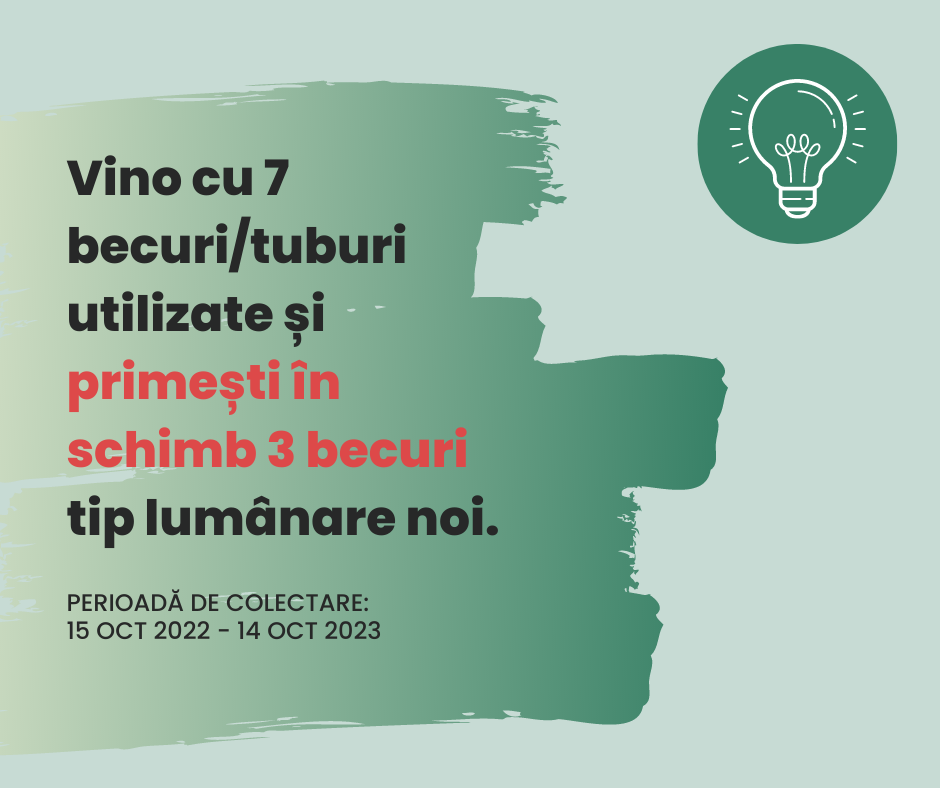 Vino cu 7
becuri/tuburi
utilizate și
primești în
schimb 3 becuri
tip lumânare noi.
PERIOADĂ DE COLECTARE:
15 OCT 2022 - 14 OCT 2023